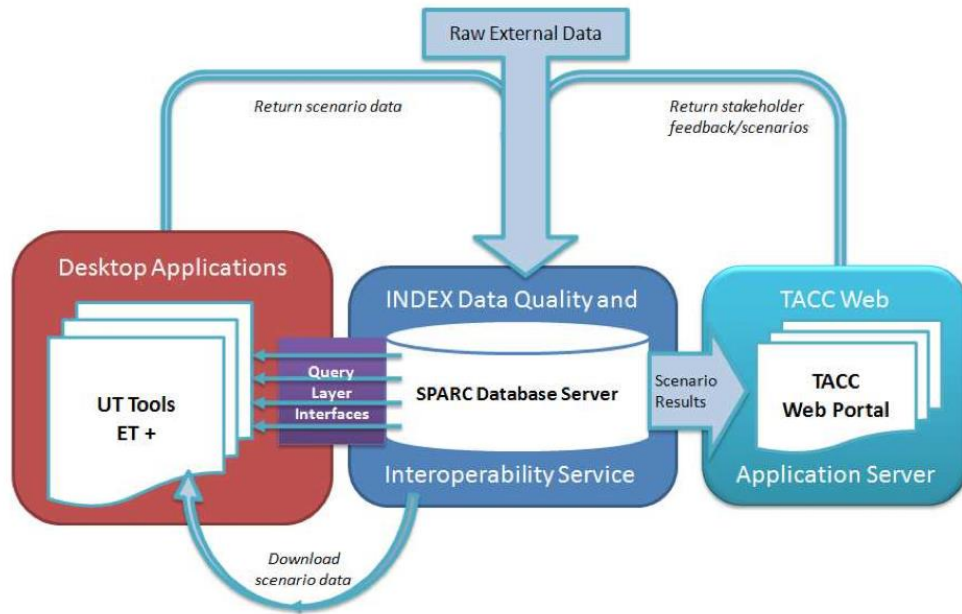 Raw External Data
Return scenario data
Return stakeholder
feedback/scenarios
Desktop Applications
UT Tools
ET +
Query
Layer
Interfaces
INDEX Data Quality and
SPARC Database Server
Interoperability Service
Scenario
Results
TACC Web
TACC
Web Portal
Application Server
Download
scenario data